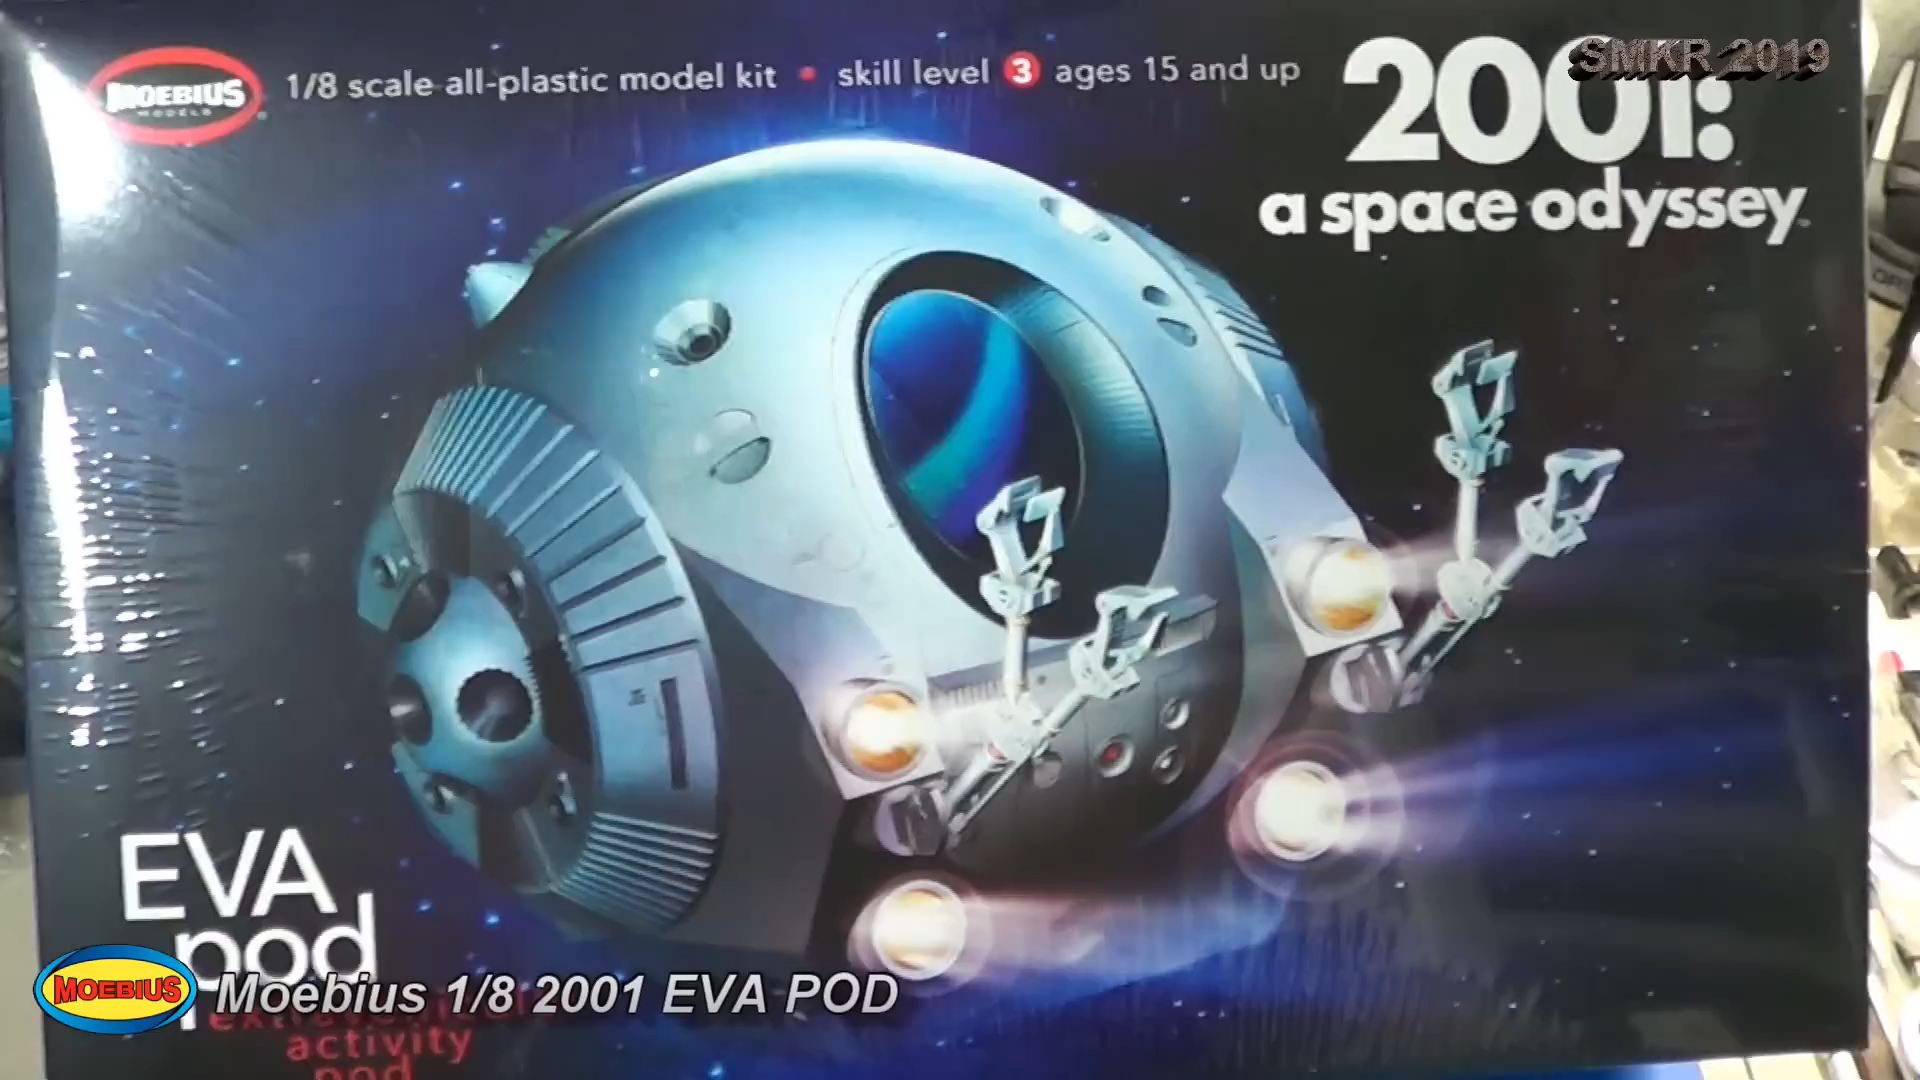 SMKR 2019
MOEBIUS
MODELS
1/8 scale all-plastic model kit • skill level 3 ages 15 and up
2001:
a space odyssey
EVA
pod
MOEBIUS
Moebius 1/8 2001 EVA POD
activity
pod